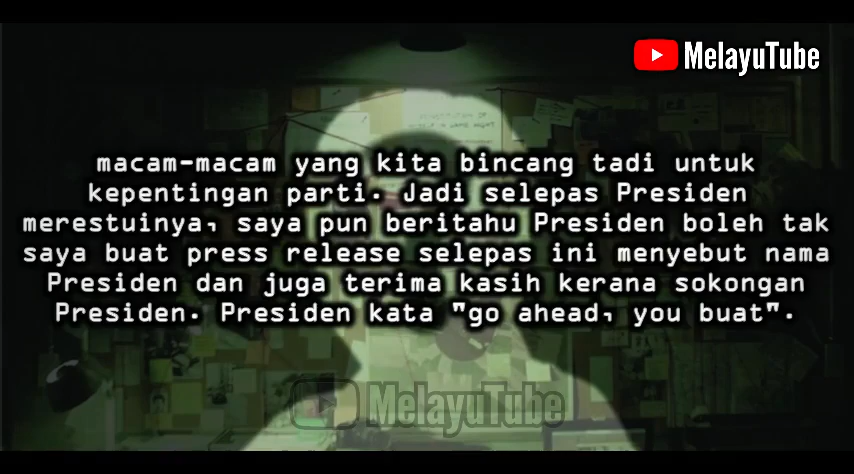 MelayuTube
macam-macam yang kita bincang tadi untuk
kepentingan parti. Jadi selepas Presiden
merestuinya, saya pun beritahu Presiden boleh tak
saya buat press release selepas ini menyebut nama
Presiden dan juga terima kasih kerana sokongan
Presiden. Presiden kata "go ahead, you buat".
MelayuTube